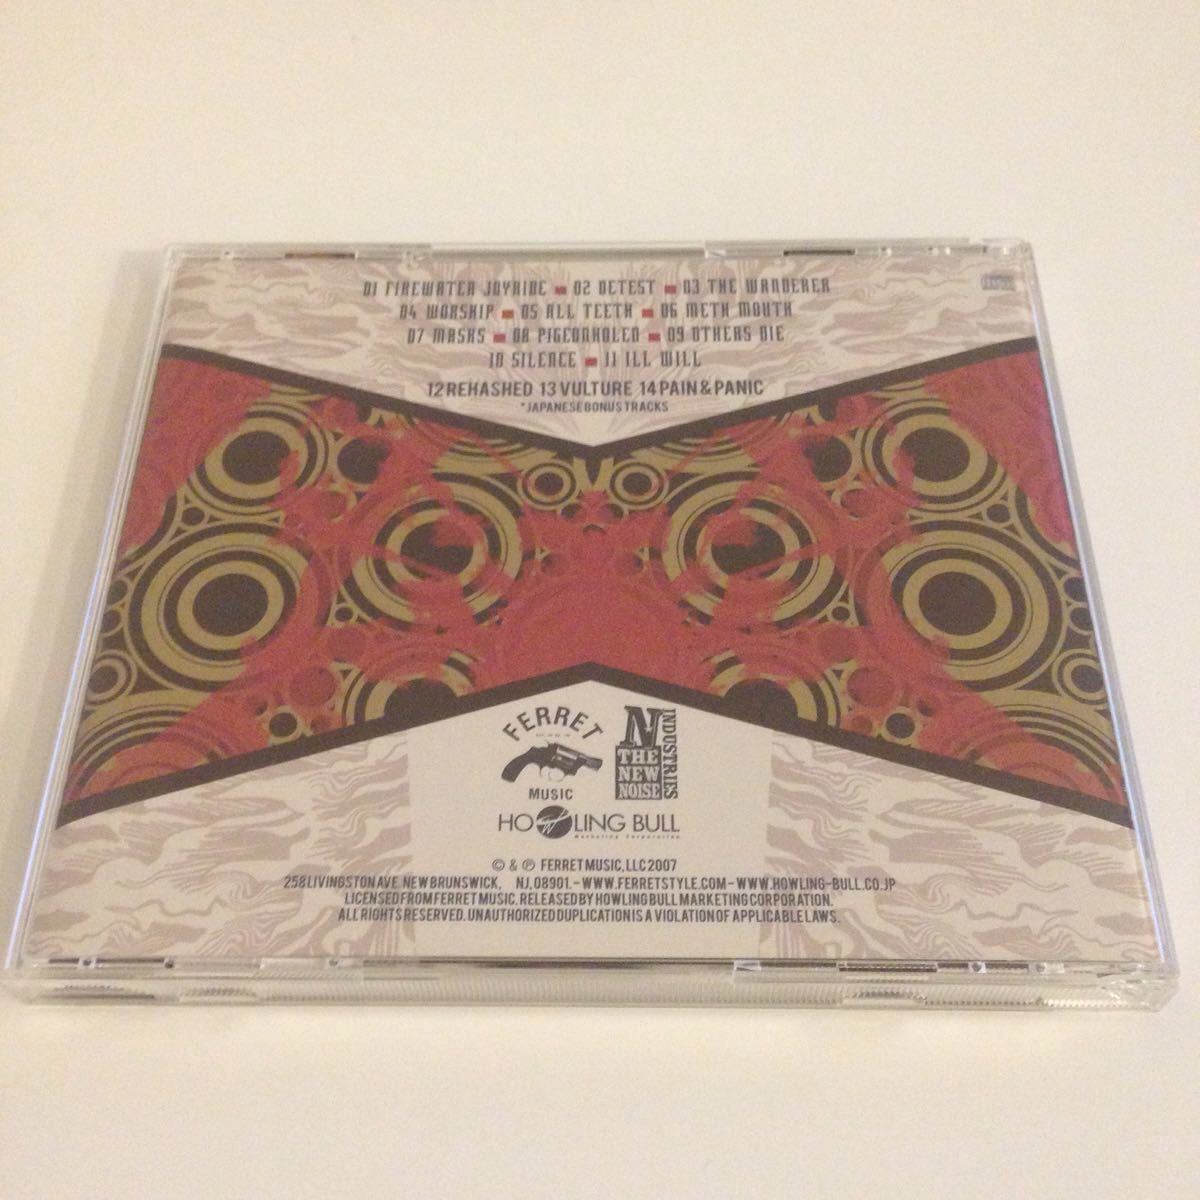 01 FIREWATER JOYRIDE ■ 02 DETEST ■ 03 THE WANDERER
04 WORSHIP ■ 05 ALL TEETH ■ 06 METH MOUTH
07 MASKS ■ 08 PIGEONHOLED ■ 09 OTHERS DIE
10 SILENCE ■ 11 ILL WILL
12 REHASHED 13 VULTURE 14 PAIN & PANIC
*JAPANESE BONUS TRACKS
FERRET
MUSIC
N
INDUSTRIES
THE
NEW
NOISE
HOWLING BULL
Marketing Corporation
© & ℗ FERRET MUSIC, LLC 2007
258 LIVINGSTON AVE. NEW BRUNSWICK, NJ, 08901. - WWW.FERRETSTYLE.COM - WWW.HOWLING-BULL.CO.JP
LICENSED FROM FERRET MUSIC. RELEASED BY HOWLING BULL MARKETING CORPORATION.
ALL RIGHTS RESERVED. UNAUTHORIZED DUPLICATION IS A VIOLATION OF APPLICABLE LAWS.